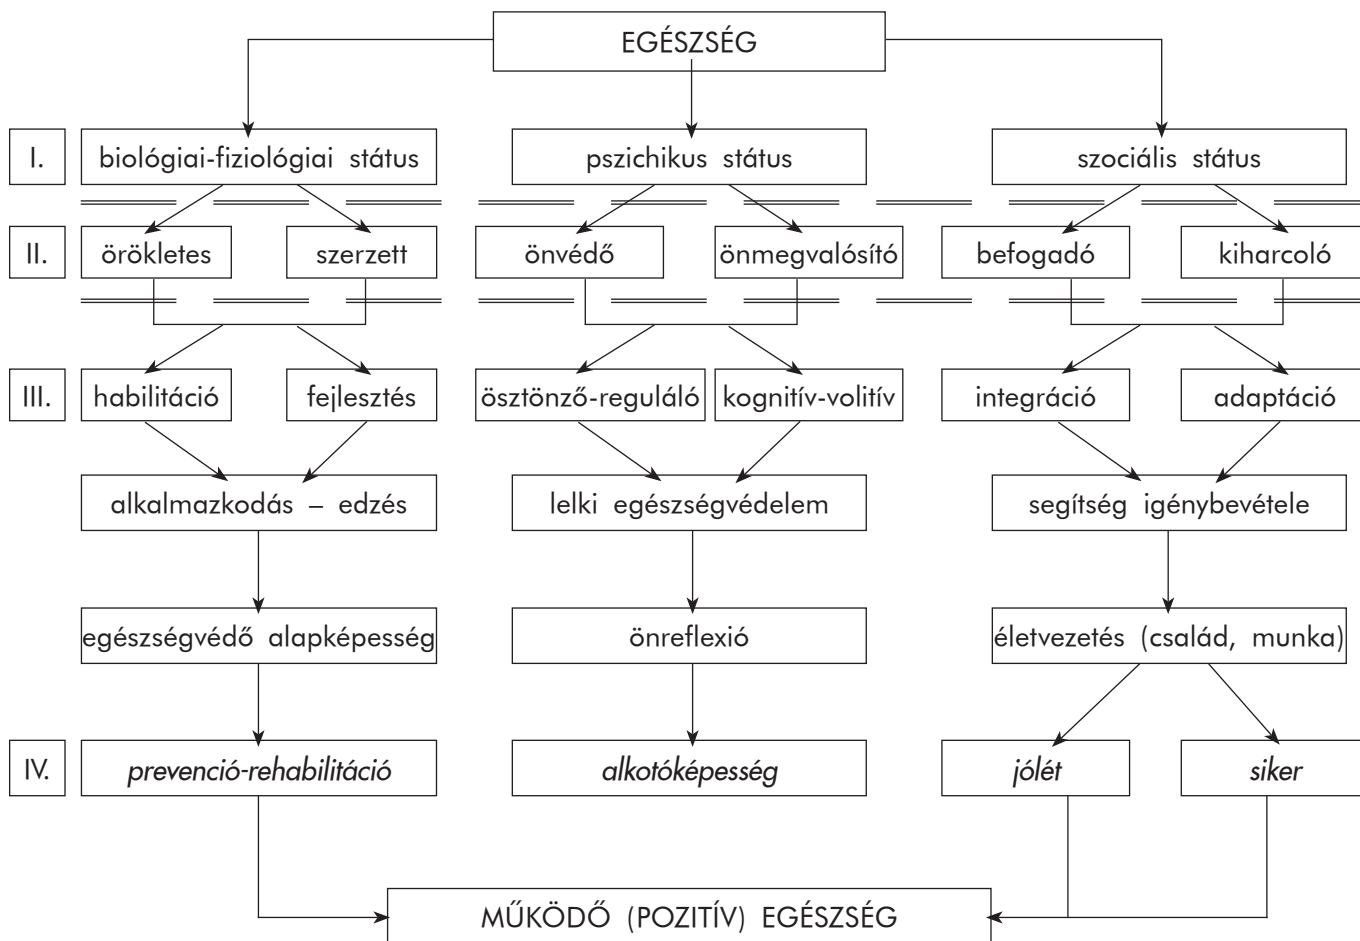 EGÉSZSÉG
I. biológiai-fiziológiai státus pszichikus státus szociális státus
II. örökletes szerzett önvédő önmegvalósító befogadó kiharcoló
III. habilitáció fejlesztés ösztönző-reguláló kognitív-volitív integráció adaptáció
alkalmazkodás – edzés lelki egészségvédelem segítség igénybevétele
egészségvédő alapképesség önreflexió életvezetés (család, munka)
IV. prevenció-rehabilitáció alkotóképesség jólét siker
MŰKÖDŐ (POZITÍV) EGÉSZSÉG